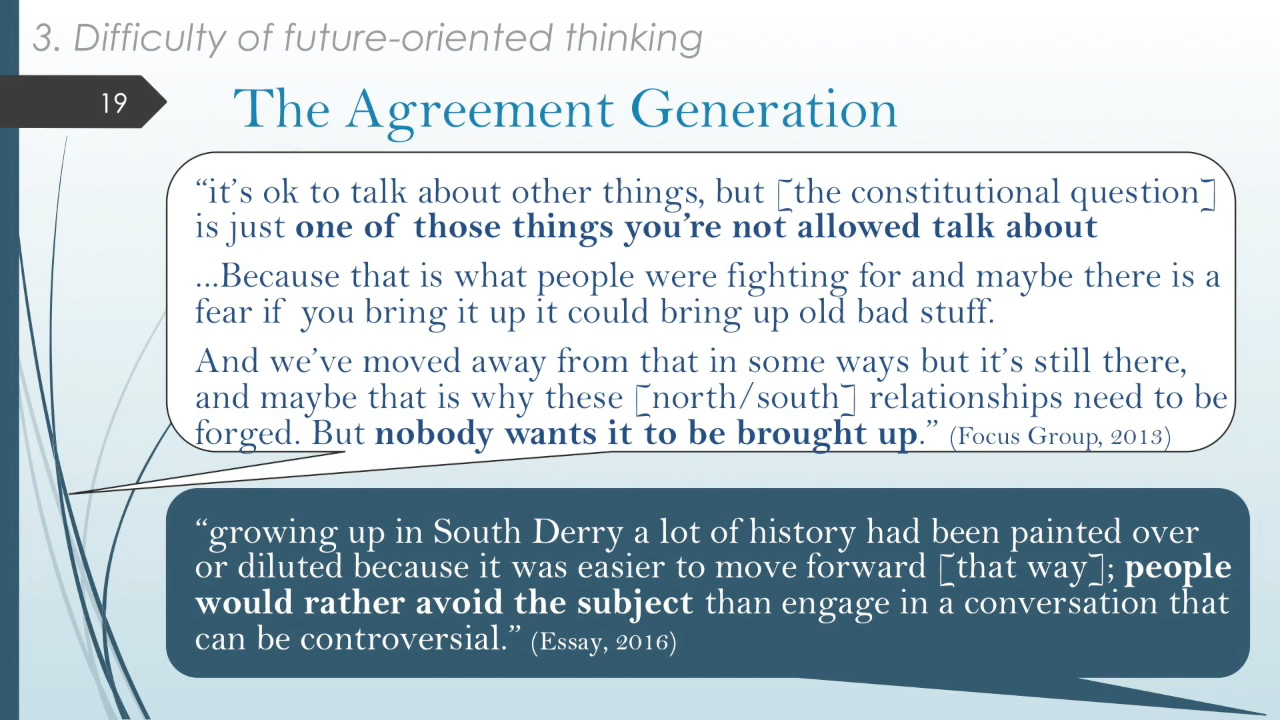 3. Difficulty of future-oriented thinking
19
The Agreement Generation
“it’s ok to talk about other things, but [the constitutional question]
is just one of those things you’re not allowed talk about
...Because that is what people were fighting for and maybe there is a
fear if you bring it up it could bring up old bad stuff.
And we’ve moved away from that in some ways but it’s still there,
and maybe that is why these [north/south] relationships need to be
forged. But nobody wants it to be brought up.” (Focus Group, 2013)
“growing up in South Derry a lot of history had been painted over
or diluted because it was easier to move forward [that way]; people
would rather avoid the subject than engage in a conversation that
can be controversial.” (Essay, 2016)